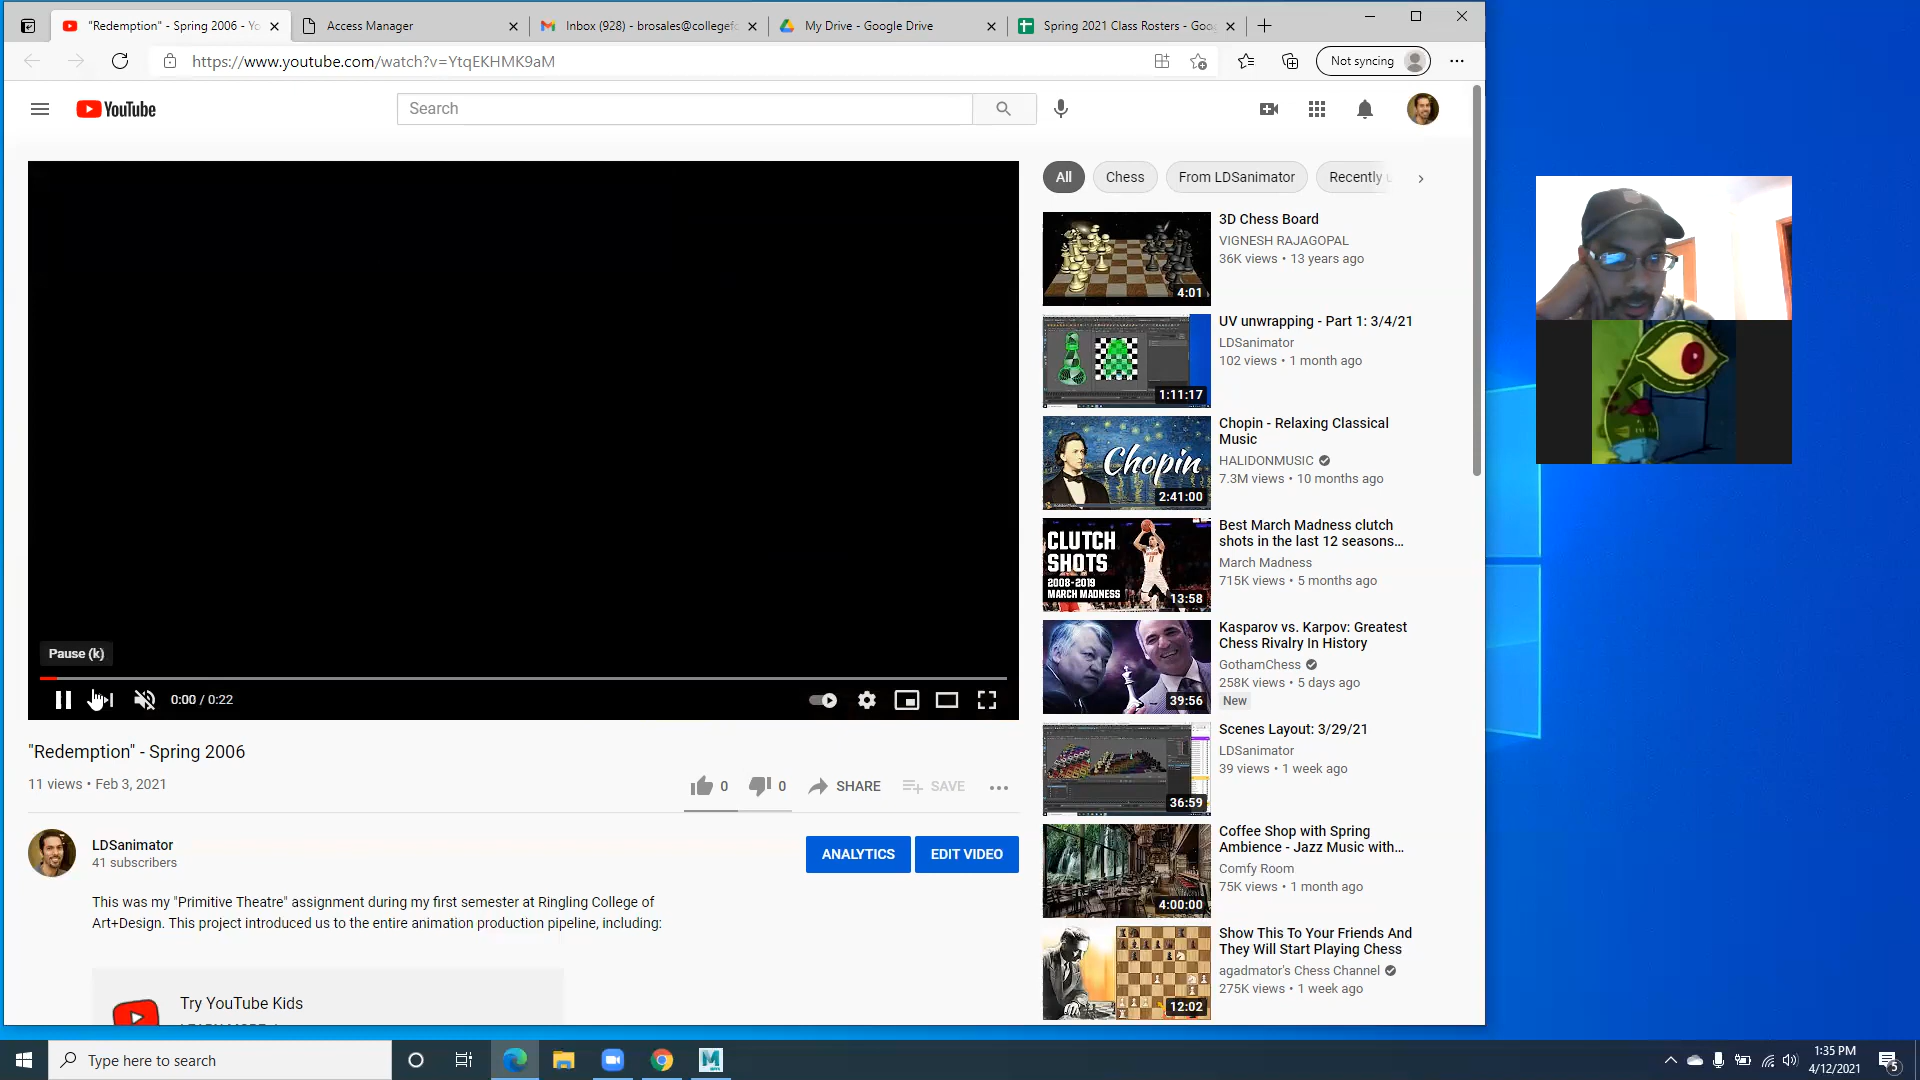 "Redemption" - Spring 2006 - Yo
Access Manager
Inbox (928) - brosales@collegefo
My Drive - Google Drive
Spring 2021 Class Rosters - Goog
https://www.youtube.com/watch?v=YtqEKHMK9aM
Not syncing
YouTube
Search
All
Chess
From LDSanimator
Recently u
3D Chess Board
VIGNESH RAJAGOPAL
36K views • 13 years ago
4:01
UV unwrapping - Part 1: 3/4/21
LDSanimator
102 views • 1 month ago
1:11:17
Chopin
Chopin - Relaxing Classical
Music
HALIDONMUSIC
7.3M views • 10 months ago
2:41:00
CLUTCH
SHOTS
2008-2019
MARCH MADNESS
Best March Madness clutch
shots in the last 12 seasons...
March Madness
715K views • 5 months ago
13:58
Kasparov vs. Karpov: Greatest
Chess Rivalry In History
GothamChess
258K views • 5 days ago
New
39:56
Scenes Layout: 3/29/21
LDSanimator
39 views • 1 week ago
36:59
Coffee Shop with Spring
Ambience - Jazz Music with...
Comfy Room
75K views • 1 month ago
4:00:00
Show This To Your Friends And
They Will Start Playing Chess
agadmator's Chess Channel
275K views • 1 week ago
12:02
Pause (k)
0:00 / 0:22
"Redemption" - Spring 2006
11 views • Feb 3, 2021
0
0
SHARE
SAVE
LDSanimator
41 subscribers
ANALYTICS
EDIT VIDEO
This was my "Primitive Theatre" assignment during my first semester at Ringling College of
Art+Design. This project introduced us to the entire animation production pipeline, including:
Try YouTube Kids
Type here to search
1:35 PM
4/12/2021
5